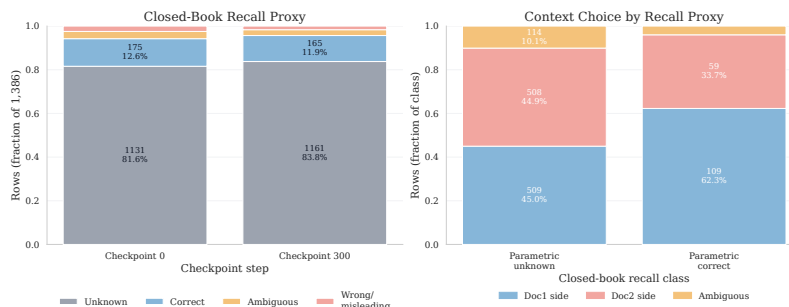 Closed-Book Recall Proxy
1.0
0.8
0.6
0.4
0.2
0.0
Rows (fraction of 1,386)
175
12.6%
165
11.9%
1131
81.6%
1161
83.8%
Checkpoint 0
Checkpoint 300
Checkpoint step
Unknown
Correct
Ambiguous
Wrong/
misleading
Context Choice by Recall Proxy
1.0
0.8
0.6
0.4
0.2
0.0
Rows (fraction of class)
114
10.1%
508
44.9%
59
33.7%
509
45.0%
109
62.3%
Parametric
unknown
Parametric
correct
Closed-book recall class
Doc1 side
Doc2 side
Ambiguous